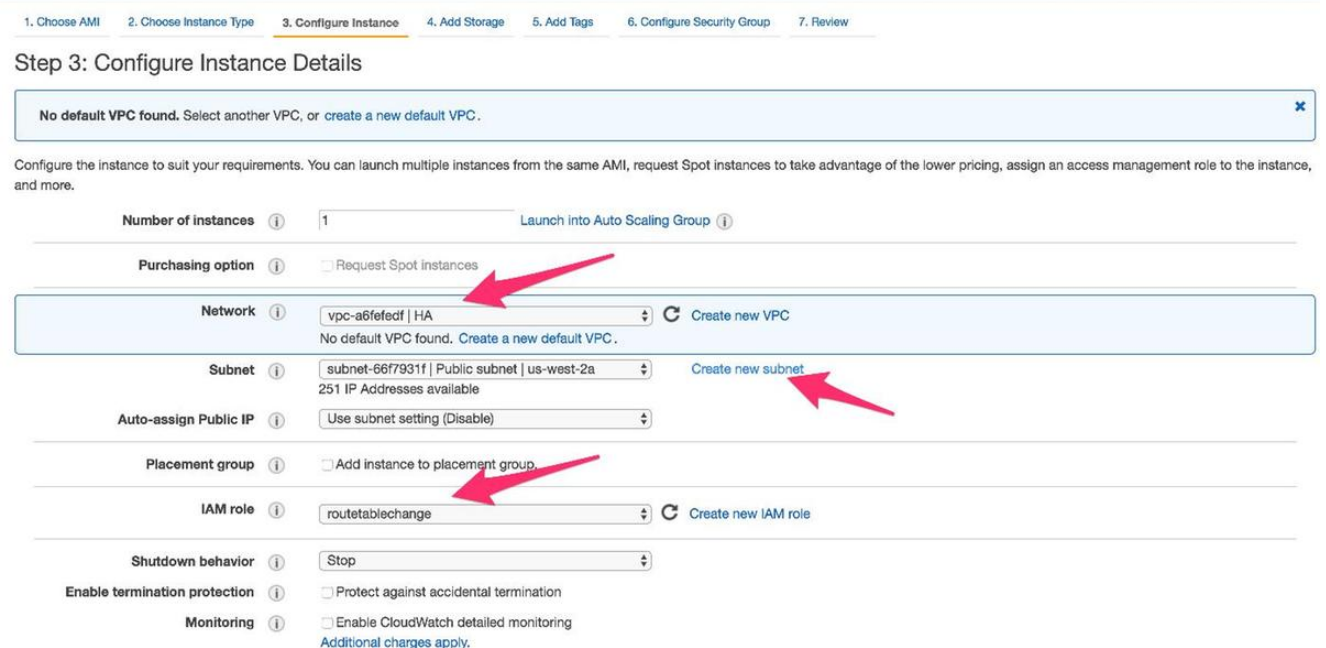 1. Choose AMI 2. Choose Instance Type 3. Configure Instance 4. Add Storage 5. Add Tags 6. Configure Security Group 7. Review
Step 3: Configure Instance Details
No default VPC found. Select another VPC, or create a new default VPC.
Configure the instance to suit your requirements. You can launch multiple instances from the same AMI, request Spot instances to take advantage of the lower pricing, assign an access management role to the instance,
and more.
Number of instances 1 Launch into Auto Scaling Group
Purchasing option Request Spot instances
Network vpc-a6fefedf | HA Create new VPC
No default VPC found. Create a new default VPC.
Subnet subnet-66f7931f | Public subnet | us-west-2a Create new subnet
251 IP Addresses available
Auto-assign Public IP Use subnet setting (Disable)
Placement group Add instance to placement group.
IAM role routetablechange Create new IAM role
Shutdown behavior Stop
Enable termination protection Protect against accidental termination
Monitoring Enable CloudWatch detailed monitoring
Additional charges apply.